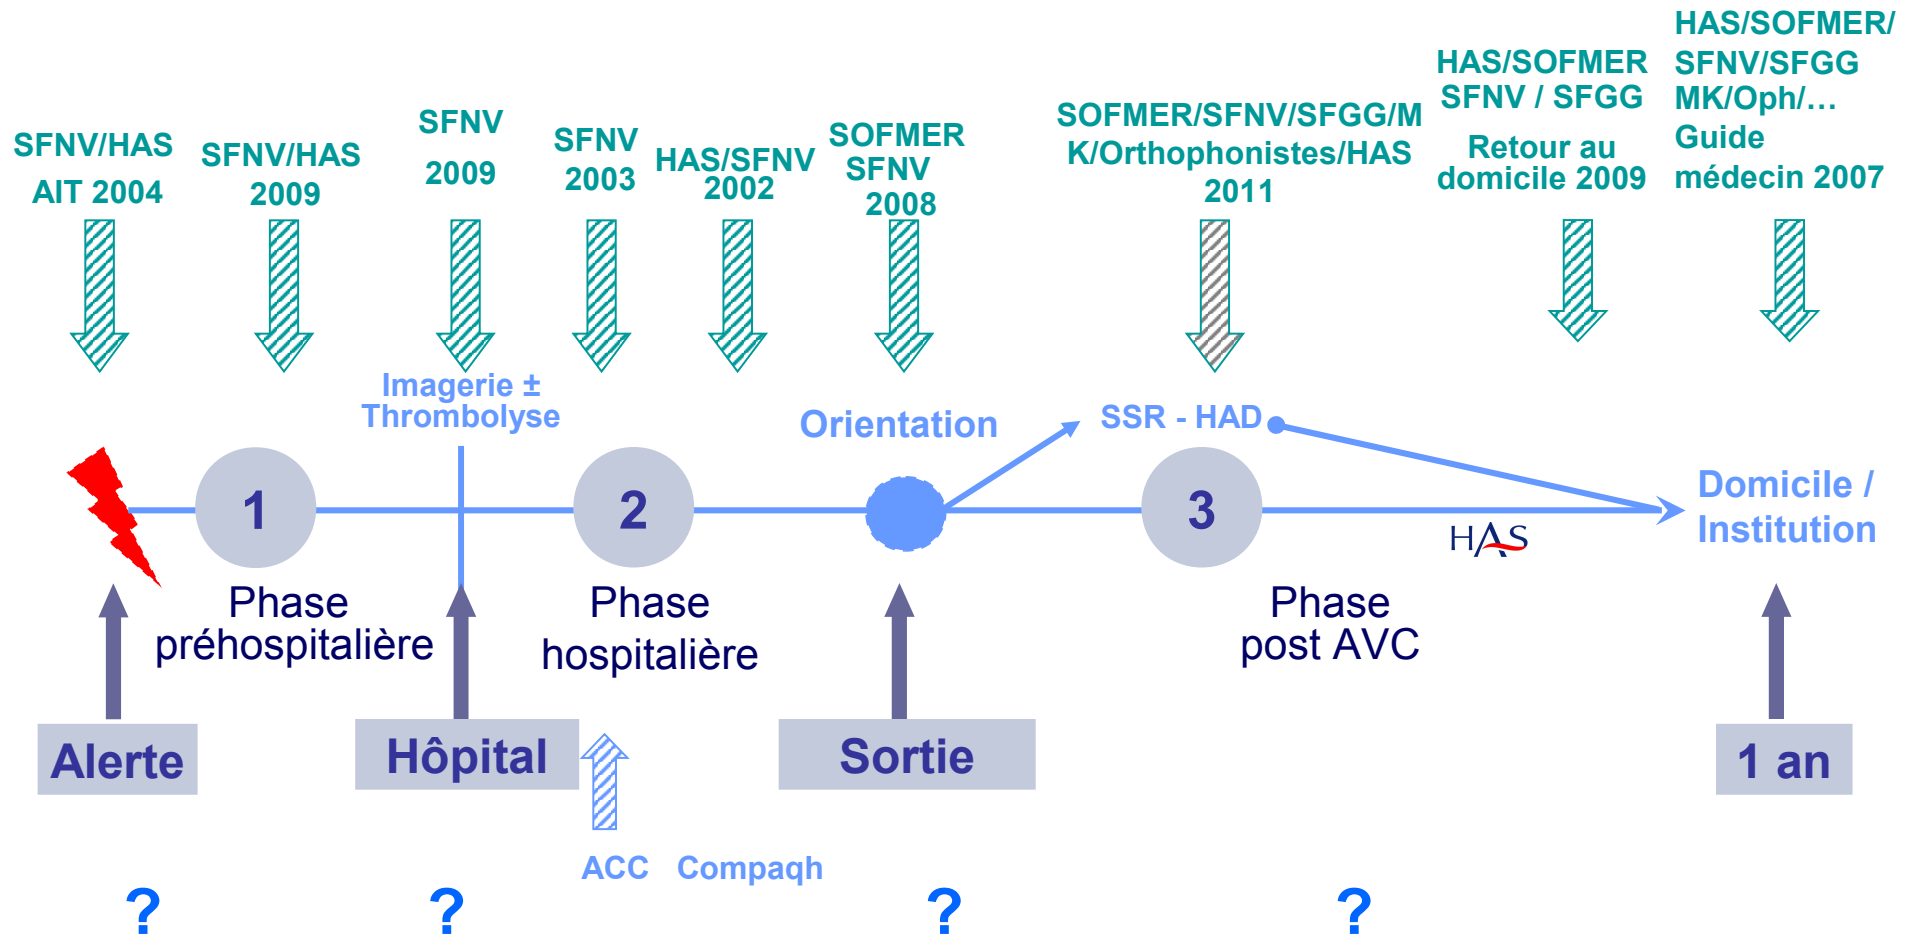 SFNV/HAS
AIT 2004
SFNV/HAS
2009
SFNV
2009
SFNV
2003
HAS/SFNV
2002
SOFMER
SFNV
2008
SOFMER/SFNV/SFGG/M
K/Orthophonistes/HAS
2011
HAS/SOFMER
SFNV / SFGG
Retour au
domicile 2009
HAS/SOFMER/
SFNV/SFGG
MK/Oph/…
Guide
médecin 2007
Imagerie ±
Thrombolyse
Orientation
SSR - HAD
1
2
3
HAS
Domicile /
Institution
Phase
préhospitalière
Phase
hospitalière
Phase
post AVC
Alerte
Hôpital
Sortie
1 an
ACC Compaqh
? ? ? ?